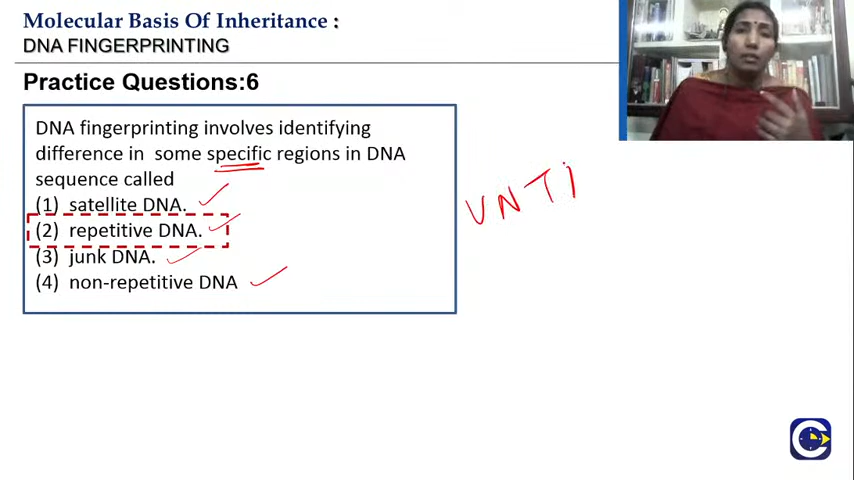 Molecular Basis Of Inheritance :
DNA FINGERPRINTING
Practice Questions:6
DNA fingerprinting involves identifying
difference in some specific regions in DNA
sequence called
(1) satellite DNA.
(2) repetitive DNA.
(3) junk DNA.
(4) non-repetitive DNA
VNTI